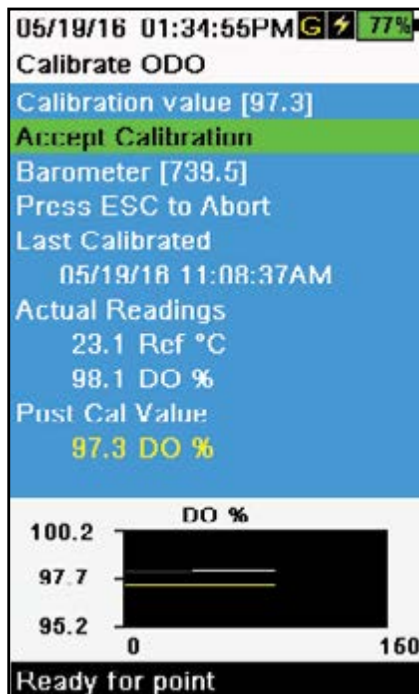 05/19/16 01:34:55PM G 77%
Calibrate ODO
Calibration value [97.3]
Accept Calibration
Barometer [739.5]
Press ESC to Abort
Last Calibrated
05/19/16 11:08:37AM
Actual Readings
23.1 Ref °C
98.1 DO %
Post Cal Value
97.3 DO %
DO %
100.2
97.7
95.2
0 160
Ready for point